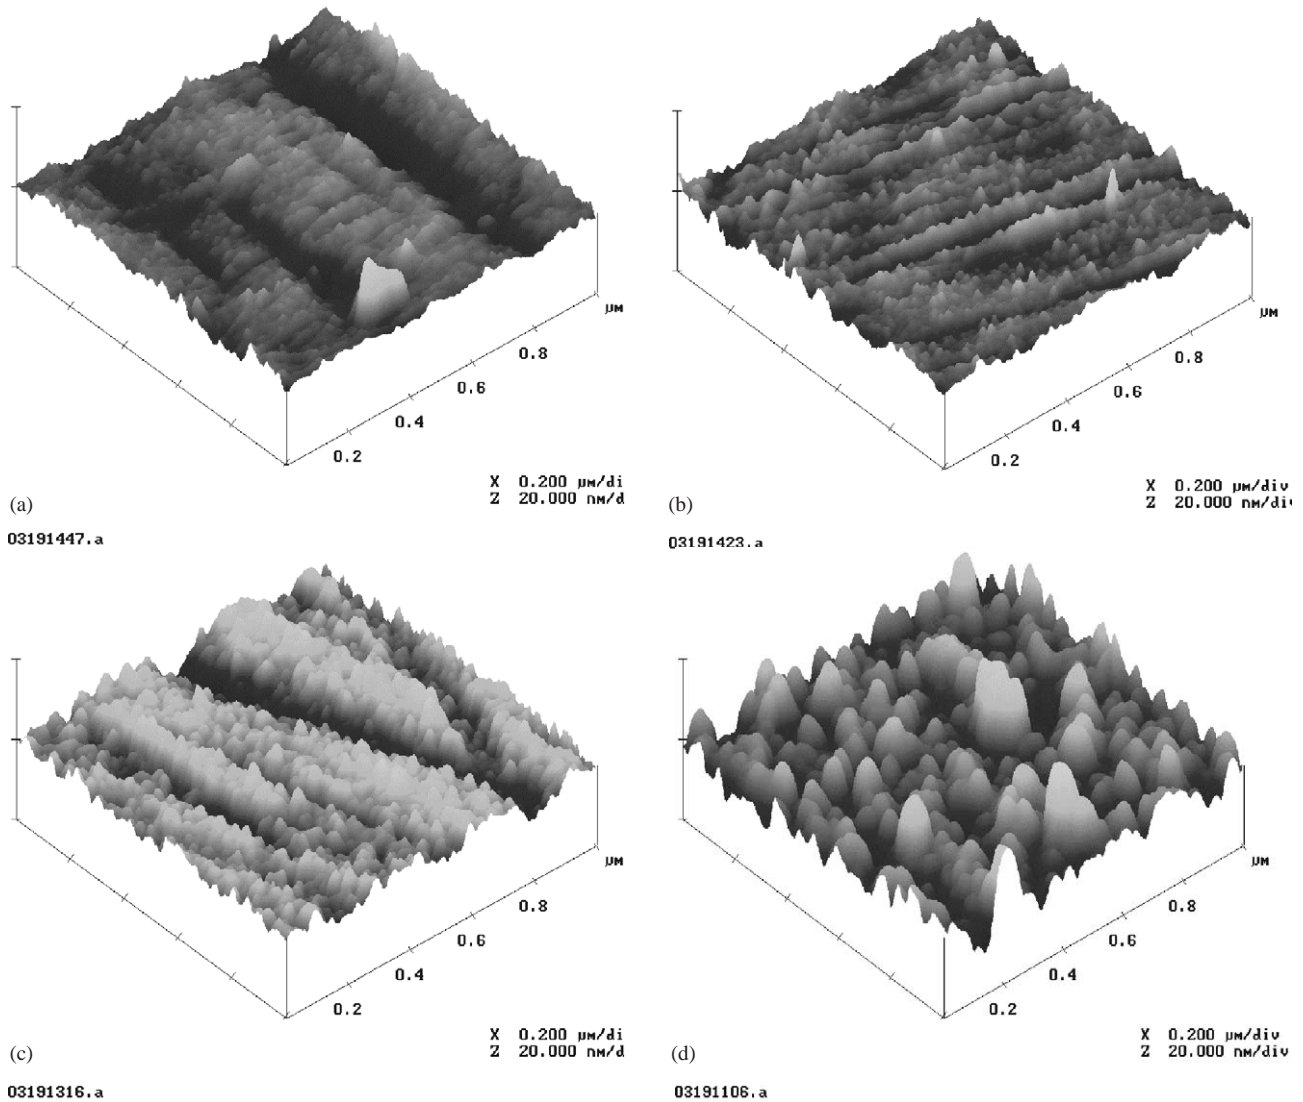 0.8
µM
0.6
0.4
0.2
X 0.200 µM/di
Z 20.000 nM/d
(a)
03191447.a
µM
0.8
0.6
0.4
0.2
X 0.200 µM/div
Z 20.000 nM/div
(b)
03191423.a
µM
0.8
0.6
0.4
0.2
X 0.200 µM/di
Z 20.000 nM/d
(c)
03191316.a
µM
0.8
0.6
0.4
0.2
X 0.200 µM/div
Z 20.000 nM/div
(d)
03191106.a